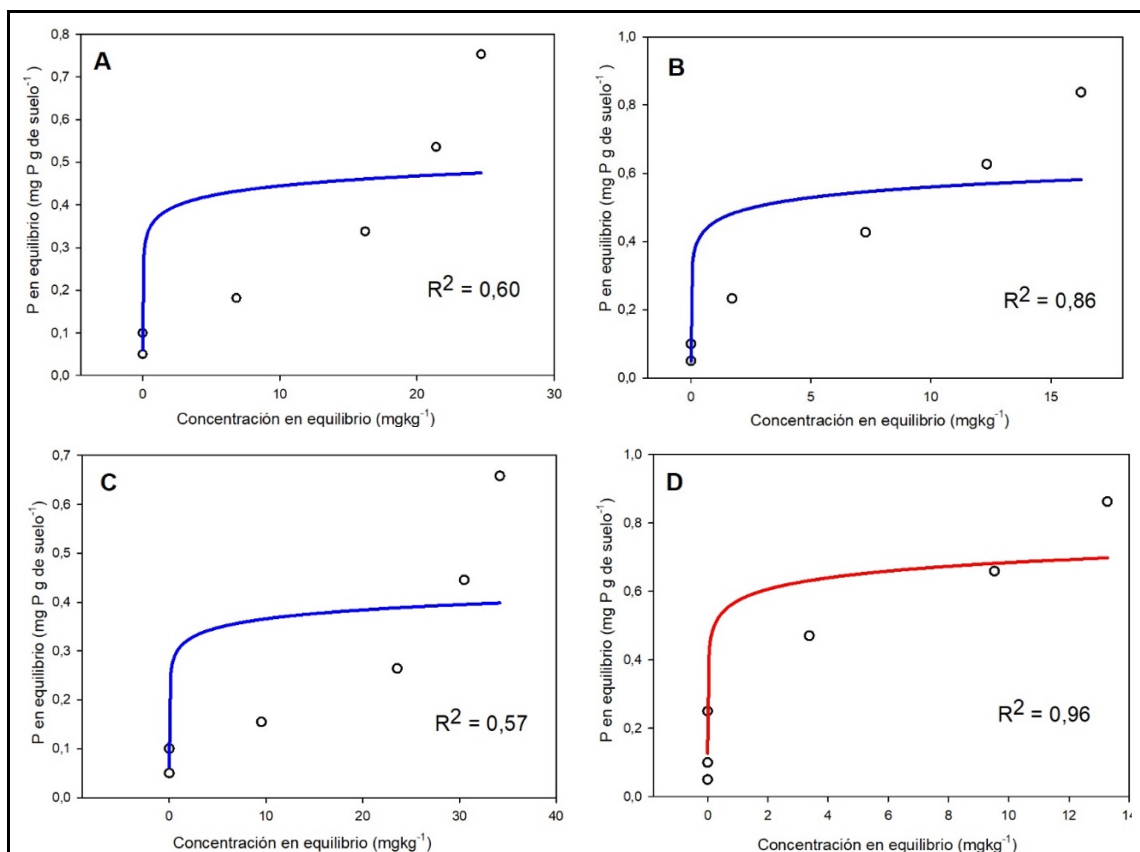 A
P en equilibrio (mg P g de suelo⁻¹)
0,8
0,7
0,6
0,5
0,4
0,3
0,2
0,1
0,0
R² = 0,60
0 10 20 30
Concentración en equilibrio (mgkg⁻¹)
B
P en equilibrio (mg P g de suelo⁻¹)
1,0
0,8
0,6
0,4
0,2
0,0
R² = 0,86
0 5 10 15
Concentración en equilibrio (mgkg⁻¹)
C
P en equilibrio (mg P g de suelo⁻¹)
0,7
0,6
0,5
0,4
0,3
0,2
0,1
0,0
R² = 0,57
0 10 20 30 40
Concentración en equilibrio (mgkg⁻¹)
D
P en equilibrio (mg P g de suelo⁻¹)
1,0
0,8
0,6
0,4
0,2
0,0
R² = 0,96
0 2 4 6 8 10 12 14
Concentración en equilibrio (mgkg⁻¹)